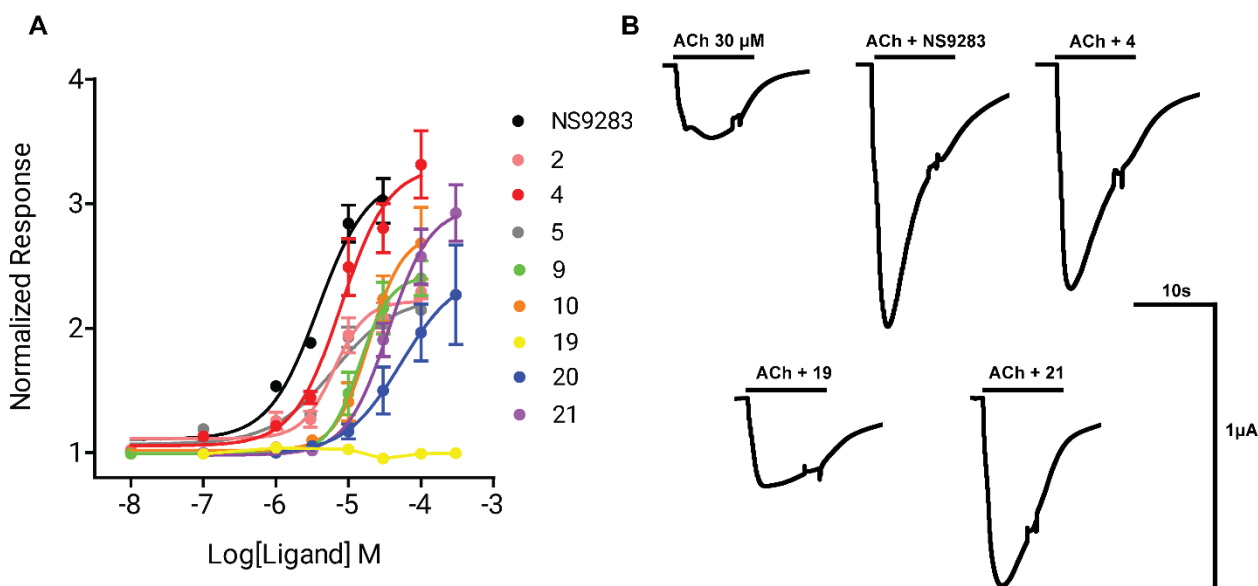 A
Normalized Response
4
3
2
1
-8 -7 -6 -5 -4 -3
Log[Ligand] M
NS9283
2
4
5
9
10
19
20
21
B
ACh 30 μM
ACh + NS9283
ACh + 4
10s
1μA
ACh + 19
ACh + 21